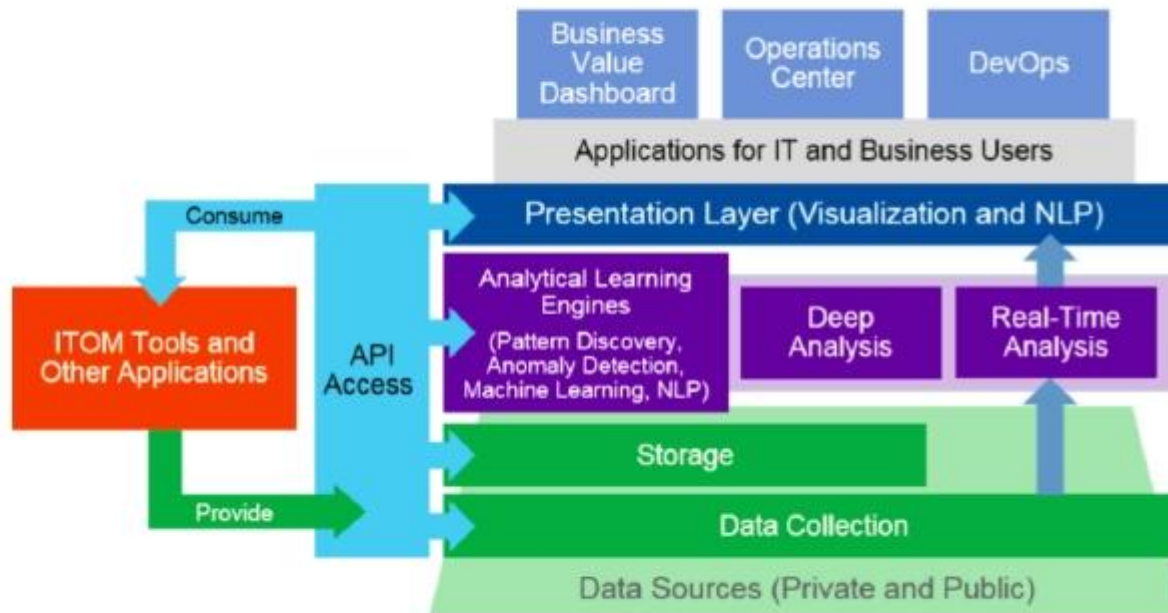 Business
Value
Dashboard
Operations
Center
DevOps
Applications for IT and Business Users
Consume
Presentation Layer (Visualization and NLP)
ITOM Tools and
Other Applications
API
Access
Analytical Learning
Engines
(Pattern Discovery,
Anomaly Detection,
Machine Learning, NLP)
Deep
Analysis
Real-Time
Analysis
Storage
Provide
Data Collection
Data Sources (Private and Public)